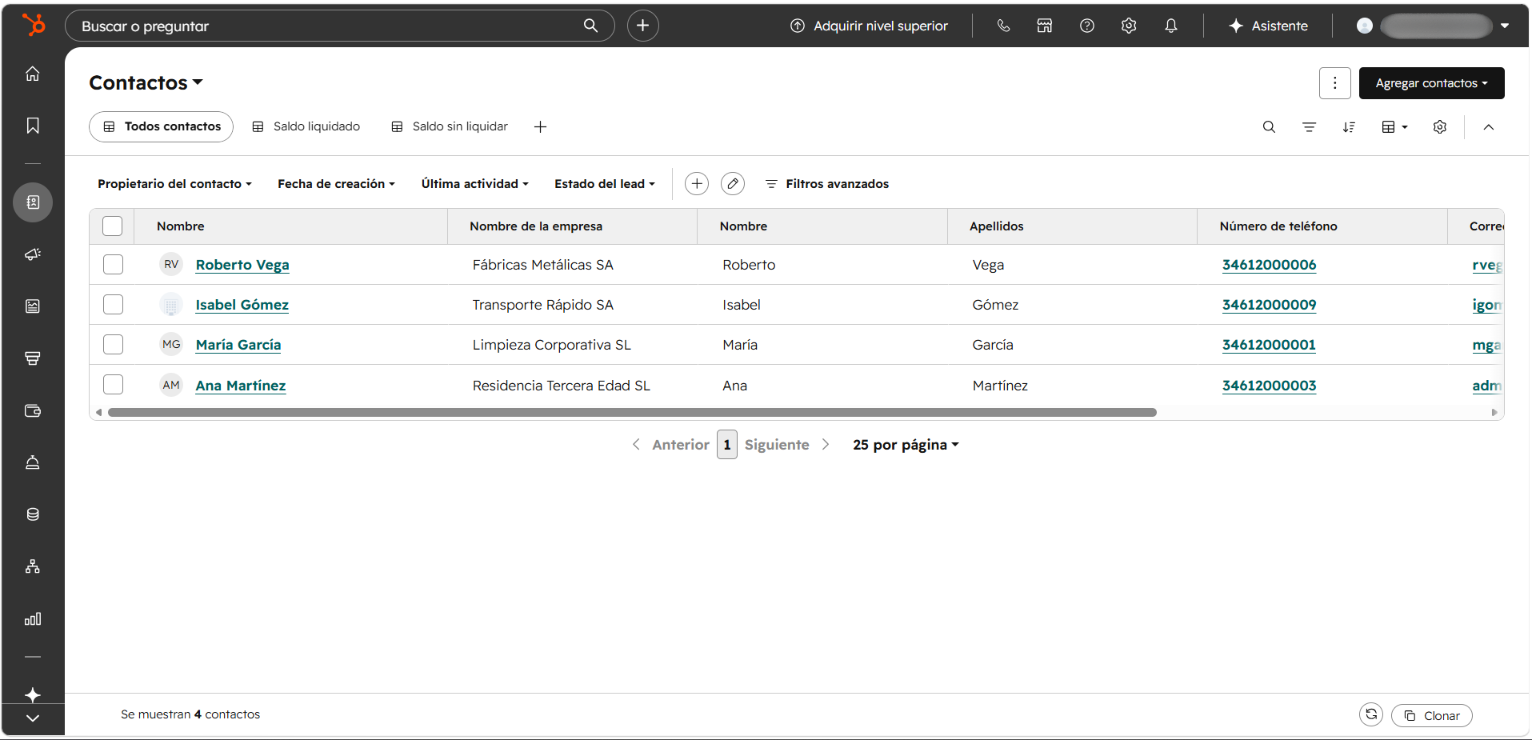 Buscar o preguntar
Adquirir nivel superior
Asistente
Contactos
Agregar contactos
Todos contactos
Saldo liquidado
Saldo sin liquidar
Propietario del contacto
Fecha de creación
Última actividad
Estado del lead
Filtros avanzados
Nombre Nombre de la empresa Nombre Apellidos Número de teléfono
RV Roberto Vega Fábricas Metálicas SA Roberto Vega 34612000006
Isabel Gómez Transporte Rápido SA Isabel Gómez 34612000009
MG María García Limpieza Corporativa SL María García 34612000001 mga
AM Ana Martínez Residencia Tercera Edad SL Ana Martínez 34612000003 adm
Anterior 1 Siguiente 25 por página
Se muestran 4 contactos
Clonar